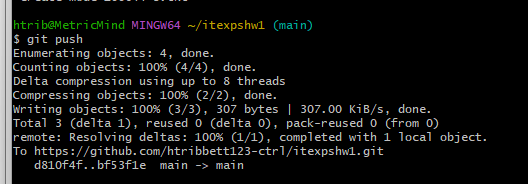 htrib@MetricMind MINGW64 ~/itexpshw1 (main)
$ git push
Enumerating objects: 4, done.
Counting objects: 100% (4/4), done.
Delta compression using up to 8 threads
Compressing objects: 100% (2/2), done.
Writing objects: 100% (3/3), 307 bytes | 307.00 KiB/s, done.
Total 3 (delta 1), reused 0 (delta 0), pack-reused 0 (from 0)
remote: Resolving deltas: 100% (1/1), completed with 1 local object.
To https://github.com/htribbett123-ctrl/itexpshw1.git
   d810f4f..bf53f1e  main -> main